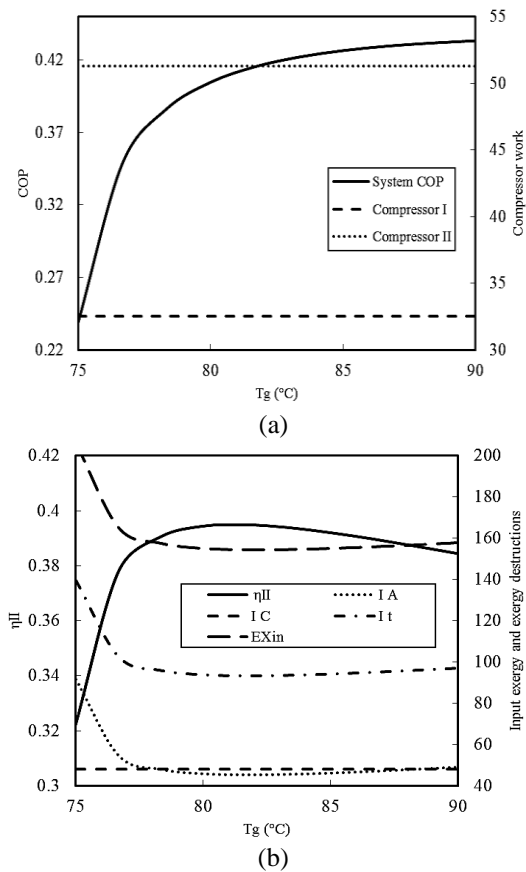 0.42
0.37
0.32
0.27
0.22
COP
55
50
45
40
35
30
Compressor work
System COP
Compressor I
Compressor II
75
80
85
90
Tg (°C)
(a)
0.42
0.4
0.38
0.36
0.34
0.32
0.3
ηII
200
180
160
140
120
100
80
60
40
Input exergy and exergy destructions
ηII
I A
I C
I t
EXin
75
80
85
90
Tg (°C)
(b)